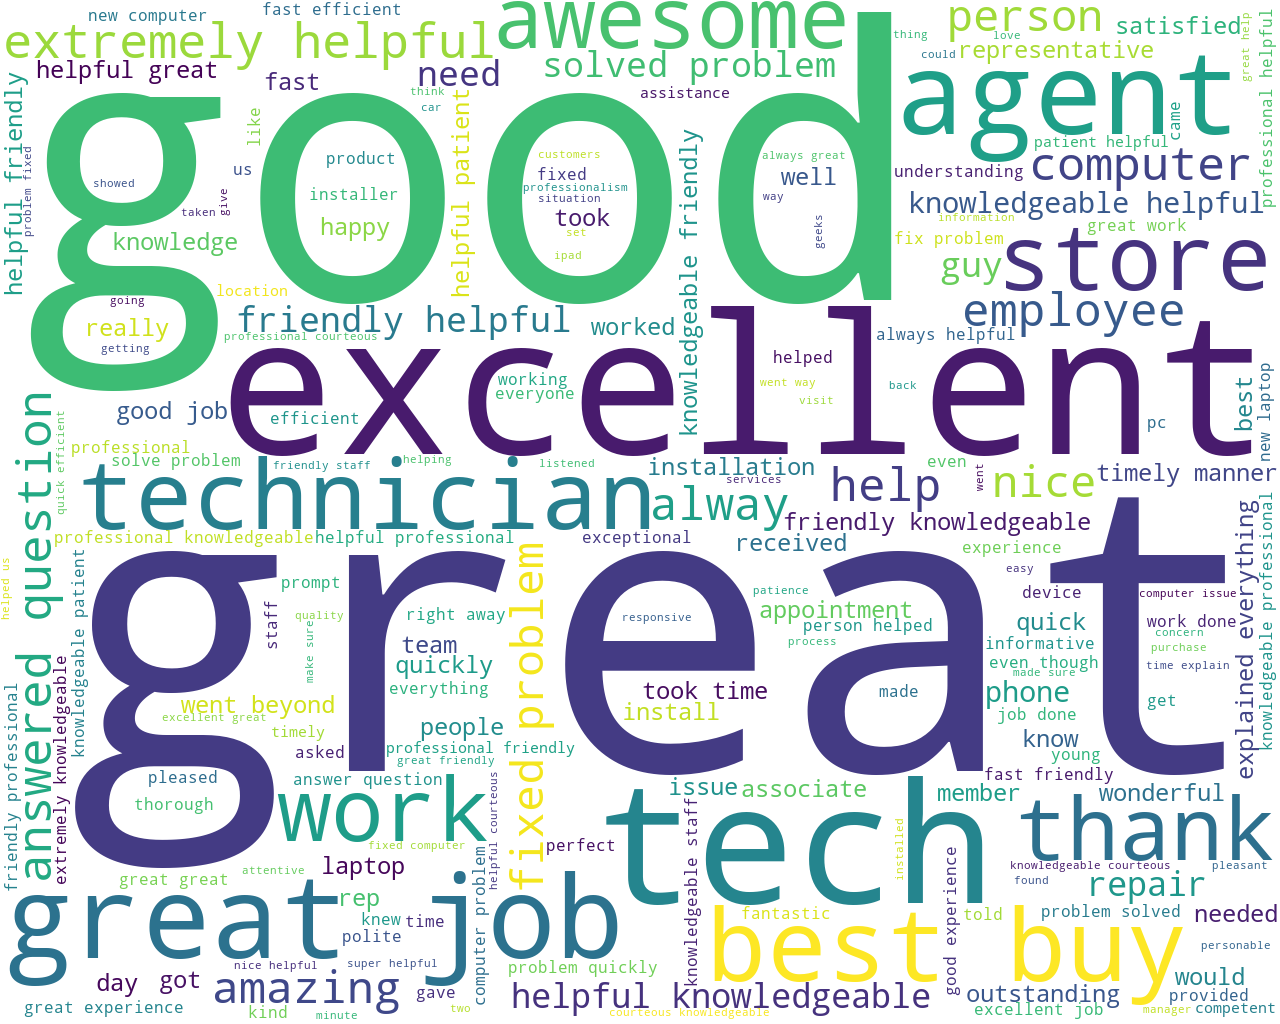 new computer
fast efficient
awesome
person
satisfied
thing
love
great help
professional helpful
extremely helpful
solved problem
representative
could
helpful great
fast
need
agent
think
car
assistance
like
helpful friendly
good
helpful patient
knowledgeable friendly
came
patient helpful
computer
understanding
problem fixed
us
product
customers
always great
fixed
well
showed
installer
professionalism
situation
way
give
taken
took
happy
set
geeks
ipad
knowledge
knowledgeable helpful
information
great work
fix problem
guy
store
location
going
really
getting
friendly helpful
professional courteous
worked
employee
always helpful
excellent
helped
working
everyone
went way
back
visit
best
new laptop
good job
efficient
pc
answered question
quick efficient
professional
solve problem
friendly staff
helping
listened
installation
services
even
went
timely manner
technician
help
nice
alway
friendly knowledgeable
professional knowledgeable
helpful professional
exceptional
received
experience
explained everything
knowledgeable professional
helped us
knowledgeable patient
great
fixed problem
prompt
easy
device
computer issue
patience
quality
right away
responsive
appointment
person helped
quick
work done
staff
make sure
team
process
informative
concern
purchase
quickly
even though
time explain
made sure
everything
took time
made
phone
get
went beyond
install
job done
excellent great
people
timely
know
asked
professional friendly
young
great friendly
extremely knowledgeable
friendly professional
pleased
answer question
fast friendly
issue
associate
member
wonderful
thorough
work
helpful courteous
tech
thank
knowledgeable staff
installed
fixed computer
perfect
laptop
attentive
great great
knowledgeable courteous
pleasant
found
repair
rep
great job
computer problem
knew
time
polite
best buy
fantastic
good experience
told
problem solved
needed
personable
nice helpful
super helpful
problem quickly
day
got
amazing
gave
helpful knowledgeable
outstanding
would
provided
great experience
kind
minute
two
courteous knowledgeable
excellent job
manager
competent